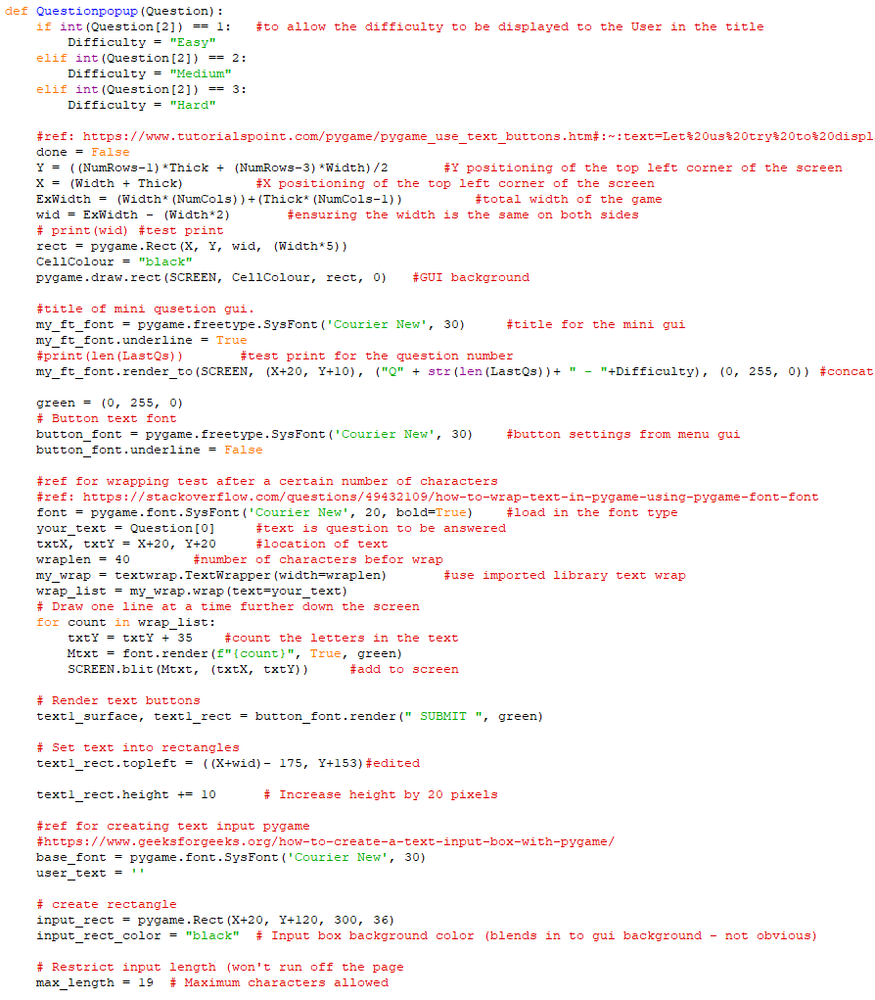 def Questionpopup(Question):
    if int(Question[2]) == 1:   #to allow the difficulty to be displayed to the User in the title
        Difficulty = "Easy"
    elif int(Question[2]) == 2:
        Difficulty = "Medium"
    elif int(Question[2]) == 3:
        Difficulty = "Hard"

    #ref: https://www.tutorialspoint.com/pygame/pygame_use_text_buttons.htm#:~:text=Let%20us%20try%20to%20displ
    done = False
    Y = ((NumRows-1)*Thick + (NumRows-3)*Width)/2       #Y positioning of the top left corner of the screen
    X = (Width + Thick)         #X positioning of the top left corner of the screen
    ExWidth = (Width*(NumCols))+(Thick*(NumCols-1))         #total width of the game
    wid = ExWidth - (Width*2)       #ensuring the width is the same on both sides
    # print(wid) #test print
    rect = pygame.Rect(X, Y, wid, (Width*5))
    CellColour = "black"
    pygame.draw.rect(SCREEN, CellColour, rect, 0)   #GUI background

    #title of mini qusetion gui.
    my_ft_font = pygame.freetype.SysFont('Courier New', 30)     #title for the mini gui
    my_ft_font.underline = True
    #print(len(LastQs))       #test print for the question number
    my_ft_font.render_to(SCREEN, (X+20, Y+10), ("Q" + str(len(LastQs))+ " - "+Difficulty), (0, 255, 0)) #concat

    green = (0, 255, 0)
    # Button text font
    button_font = pygame.freetype.SysFont('Courier New', 30)    #button settings from menu gui
    button_font.underline = False

    #ref for wrapping test after a certain number of characters
    #ref: https://stackoverflow.com/questions/49432109/how-to-wrap-text-in-pygame-using-pygame-font-font
    font = pygame.font.SysFont('Courier New', 20, bold=True)    #load in the font type
    your_text = Question[0]     #text is question to be answered
    txtX, txtY = X+20, Y+20     #location of text
    wraplen = 40        #number of characters befor wrap
    my_wrap = textwrap.TextWrapper(width=wraplen)       #use imported library text wrap
    wrap_list = my_wrap.wrap(text=your_text)
    # Draw one line at a time further down the screen
    for count in wrap_list:
        txtY = txtY + 35    #count the letters in the text
        Mtxt = font.render(f"{count}", True, green)
        SCREEN.blit(Mtxt, (txtX, txtY))     #add to screen

    # Render text buttons
    text1_surface, text1_rect = button_font.render(" SUBMIT ", green)

    # Set text into rectangles
    text1_rect.topleft = ((X+wid)- 175, Y+153)#edited

    text1_rect.height += 10      # Increase height by 20 pixels

    #ref for creating text input pygame
    #https://www.geeksforgeeks.org/how-to-create-a-text-input-box-with-pygame/
    base_font = pygame.font.SysFont('Courier New', 30)
    user_text = ''

    # create rectangle
    input_rect = pygame.Rect(X+20, Y+120, 300, 36)
    input_rect_color = "black"  # Input box background color (blends in to gui background - not obvious)

    # Restrict input length (won't run off the page
    max_length = 19  # Maximum characters allowed